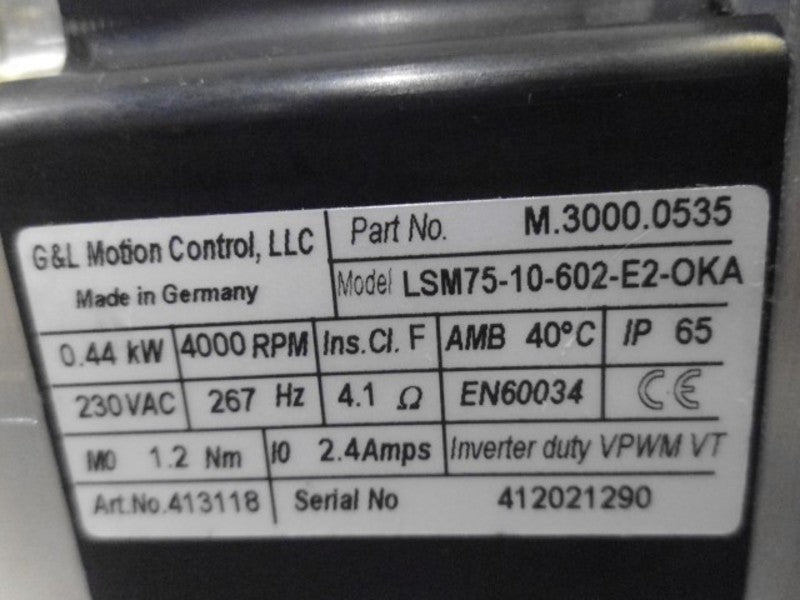 G&L Motion Control, LLC
Made in Germany
Part No. M.3000.0535
Model LSM75-10-602-E2-OKA
0.44 kW 4000 RPM Ins.Cl. F AMB 40°C IP 65
230VAC 267 Hz 4.1 Ω EN60034 CE
M0 1.2 Nm I0 2.4Amps Inverter duty VPWM VT
Art.No.413118 Serial No 412021290